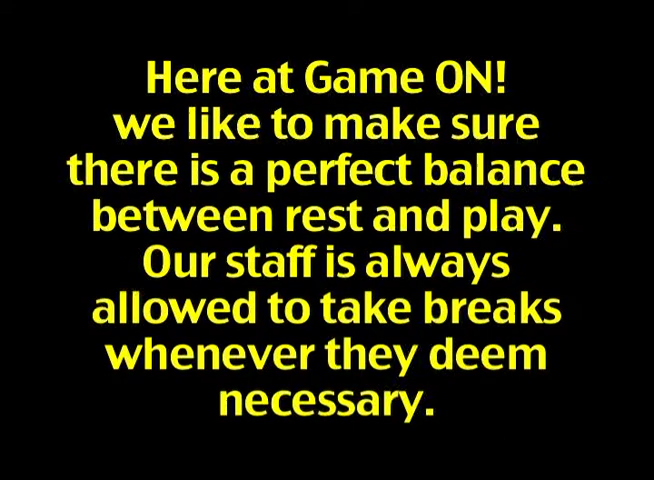 Here at Game ON!
we like to make sure
there is a perfect balance
between rest and play.
Our staff is always
allowed to take breaks
whenever they deem
necessary.